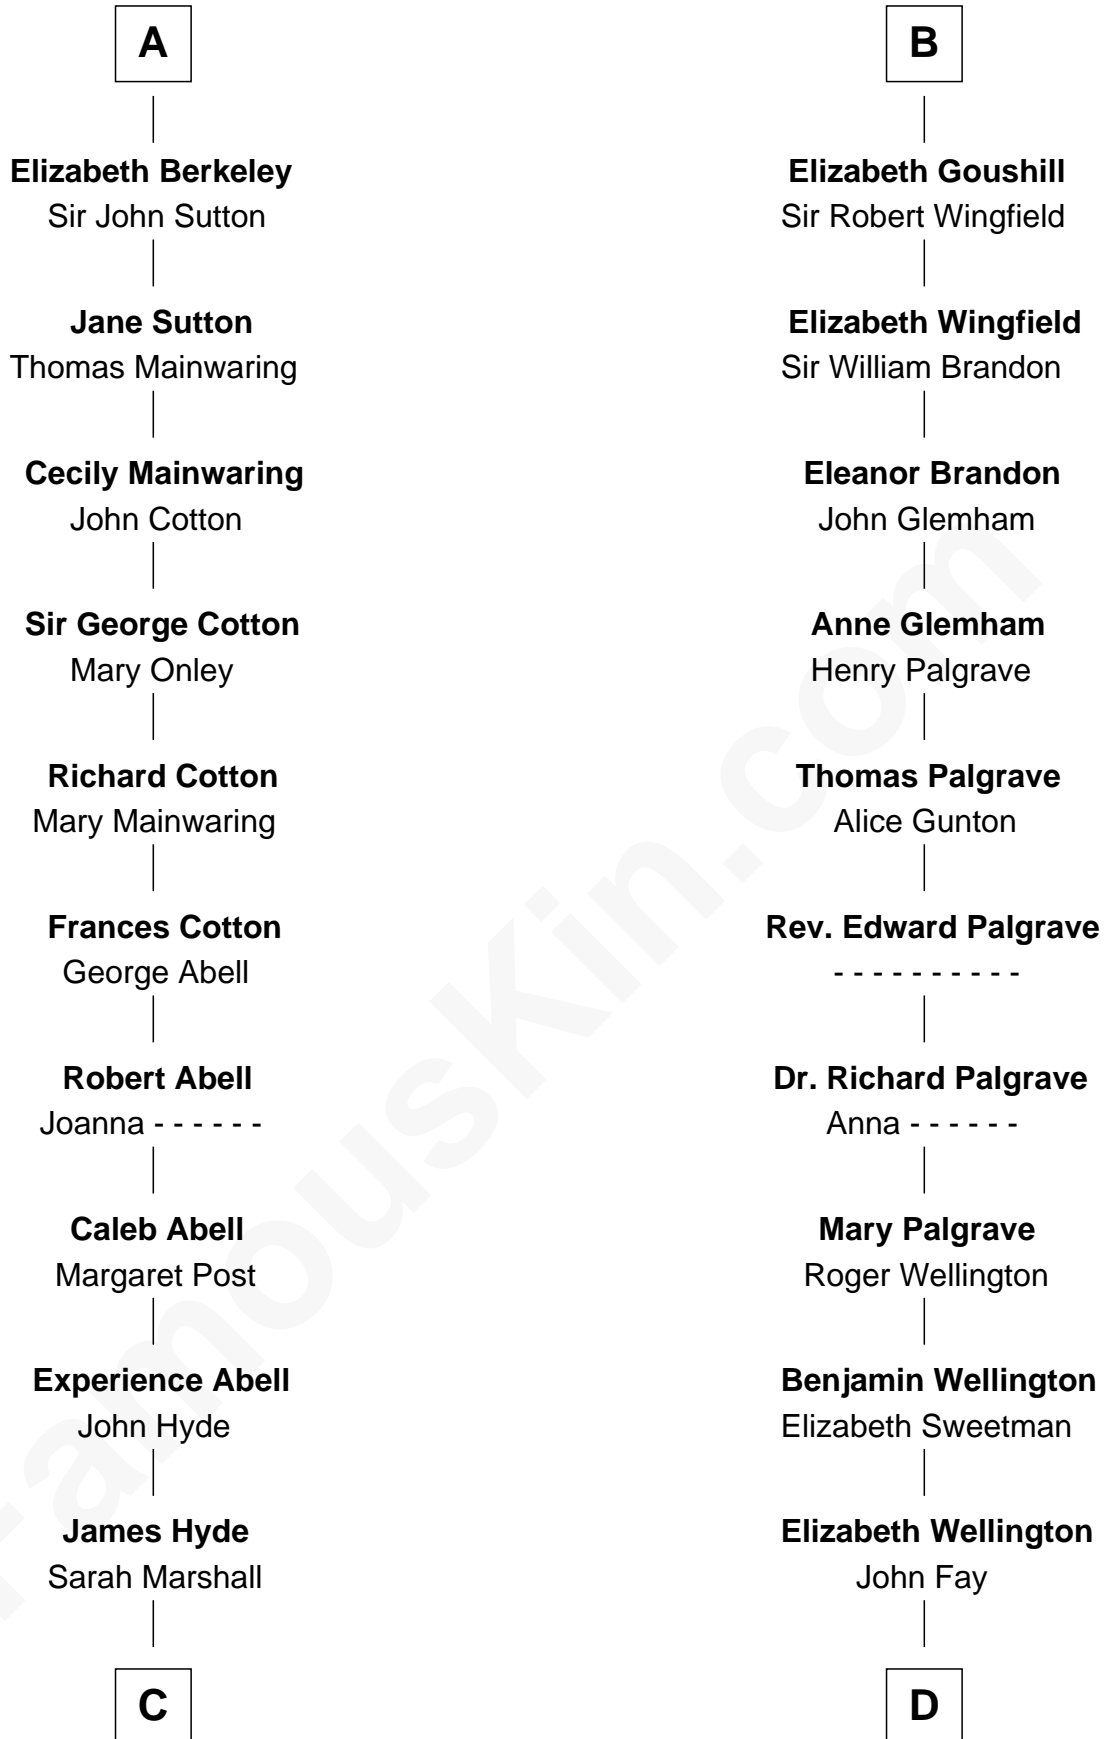 A
Elizabeth Berkeley
Sir John Sutton
Jane Sutton
Thomas Mainwaring
Cecily Mainwaring
John Cotton
Sir George Cotton
Mary Onley
Richard Cotton
Mary Mainwaring
Frances Cotton
George Abell
Robert Abell
Joanna - - - - - -
Caleb Abell
Margaret Post
Experience Abell
John Hyde
James Hyde
Sarah Marshall
C
B
Elizabeth Goushill
Sir Robert Wingfield
Elizabeth Wingfield
Sir William Brandon
Eleanor Brandon
John Glemham
Anne Glemham
Henry Palgrave
Thomas Palgrave
Alice Gunton
Rev. Edward Palgrave
- - - - - - - - - -
Dr. Richard Palgrave
Anna - - - - - -
Mary Palgrave
Roger Wellington
Benjamin Wellington
Elizabeth Sweetman
Elizabeth Wellington
John Fay
D
FamousKin.com